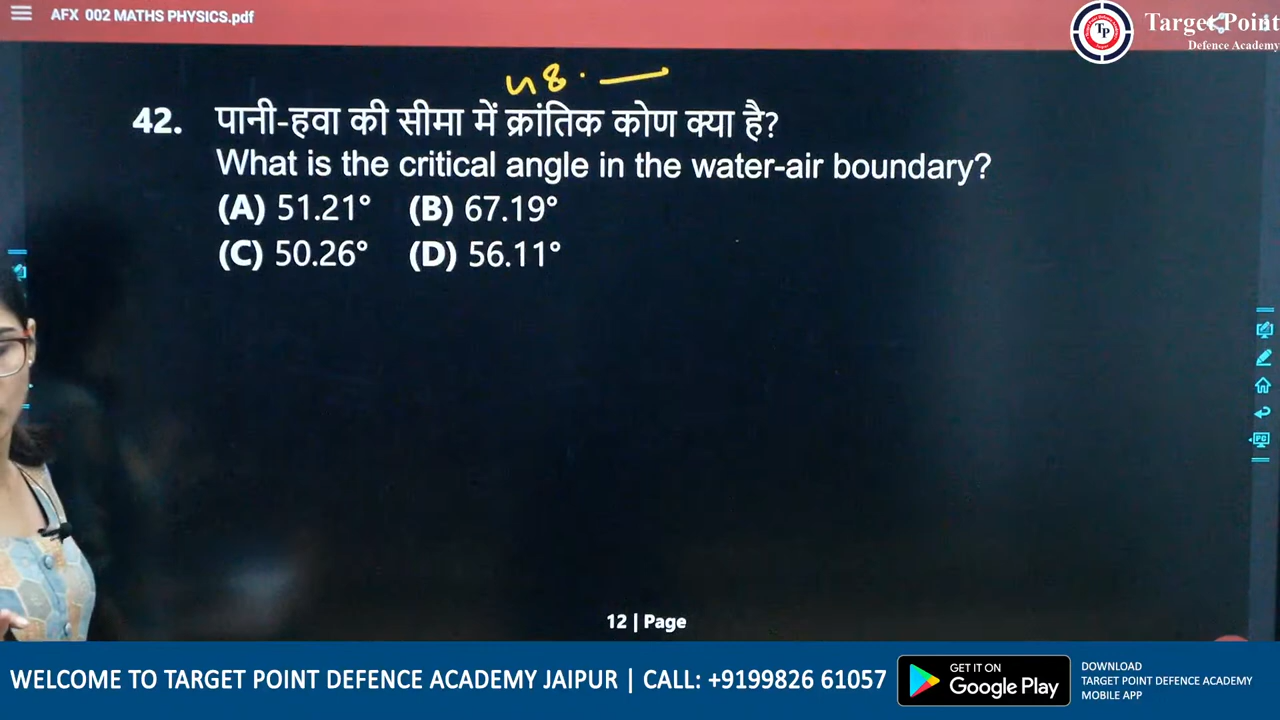 AFX 002 MATHS PHYSICS.pdf
Target Point
Defence Academy
TP
48. —
42. पानी-हवा की सीमा में क्रांतिक कोण क्या है?
What is the critical angle in the water-air boundary?
(A) 51.21° (B) 67.19°
(C) 50.26° (D) 56.11°
12 | Page
WELCOME TO TARGET POINT DEFENCE ACADEMY JAIPUR | CALL: +9199826 61057
GET IT ON
Google Play
DOWNLOAD
TARGET POINT DEFENCE ACADEMY
MOBILE APP